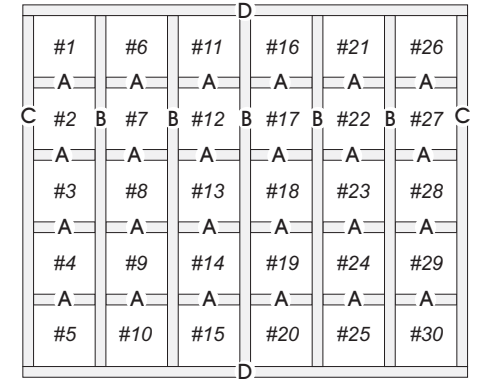 D
#1 #6 #11 #16 #21 #26
A A A A A A
C #2 B #7 B #12 B #17 B #22 B #27 C
A A A A A A
#3 #8 #13 #18 #23 #28
A A A A A A
#4 #9 #14 #19 #24 #29
A A A A A A
#5 #10 #15 #20 #25 #30
D